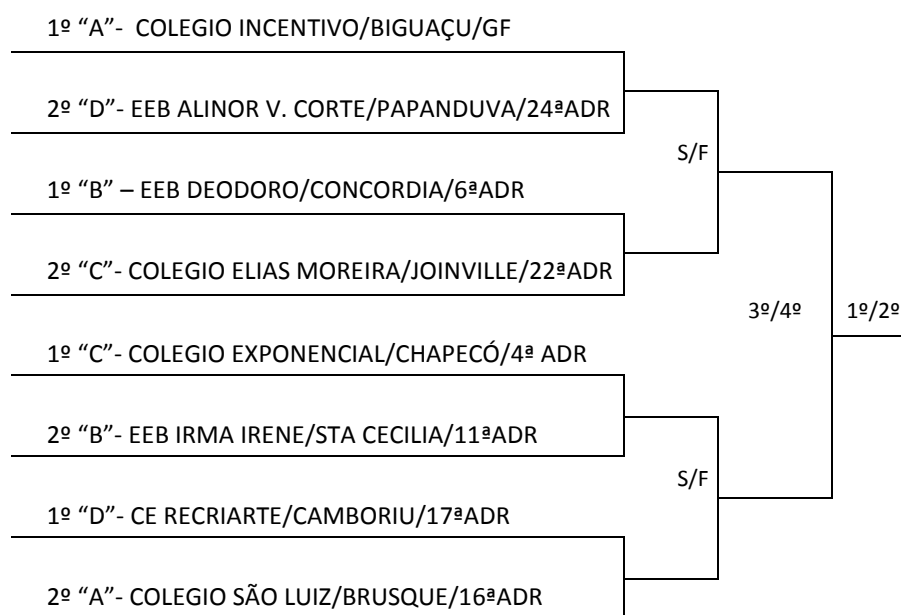 1º “A”- COLEGIO INCENTIVO/BIGUAÇU/GF
2º “D”- EEB ALINOR V. CORTE/PAPANDUVA/24ªADR
S/F
1º “B” – EEB DEODORO/CONCORDIA/6ªADR
2º “C”- COLEGIO ELIAS MOREIRA/JOINVILLE/22ªADR
3º/4º
1º/2º
1º “C”- COLEGIO EXPONENCIAL/CHAPECÓ/4ª ADR
2º “B”- EEB IRMA IRENE/STA CECILIA/11ªADR
S/F
1º “D”- CE RECRIARTE/CAMBORIU/17ªADR
2º “A”- COLEGIO SÃO LUIZ/BRUSQUE/16ªADR